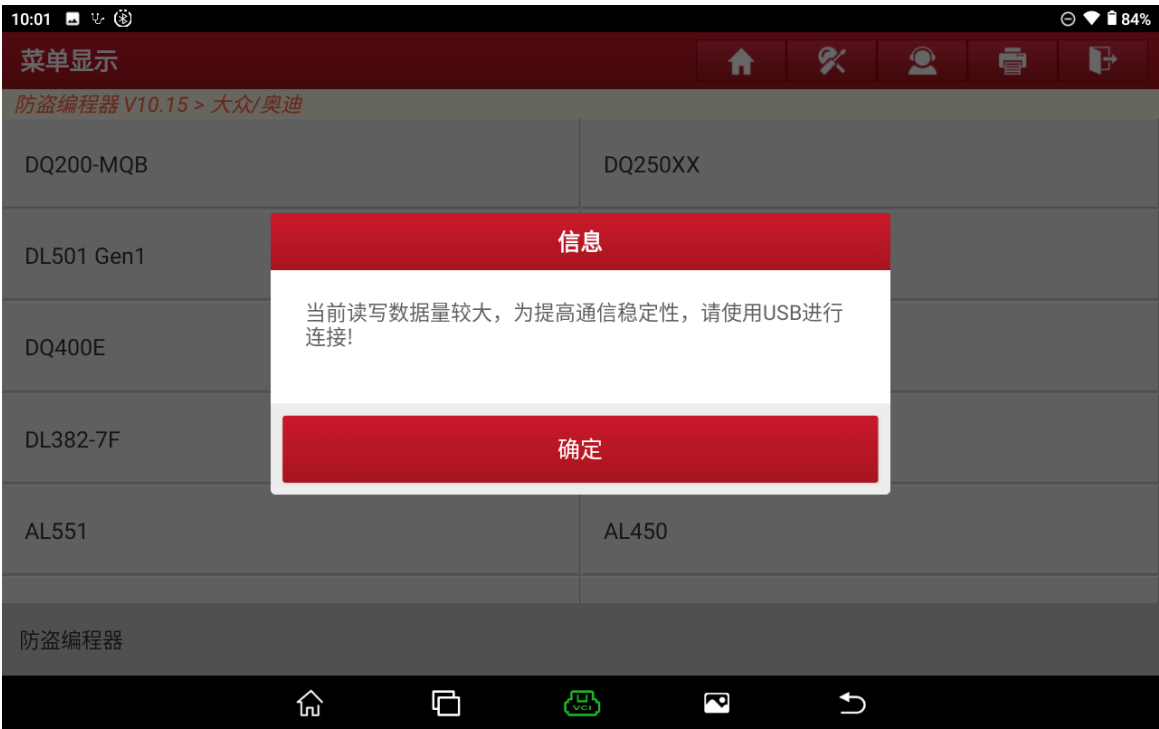 10:01
84%
菜单显示
防盗编程器 V10.15 > 大众/奥迪
DQ200-MQB
DQ250XX
DL501 Gen1
信息
当前读写数据量较大，为提高通信稳定性，请使用USB进行
连接!
DQ400E
DL382-7F
确定
AL551
AL450
防盗编程器
VCI